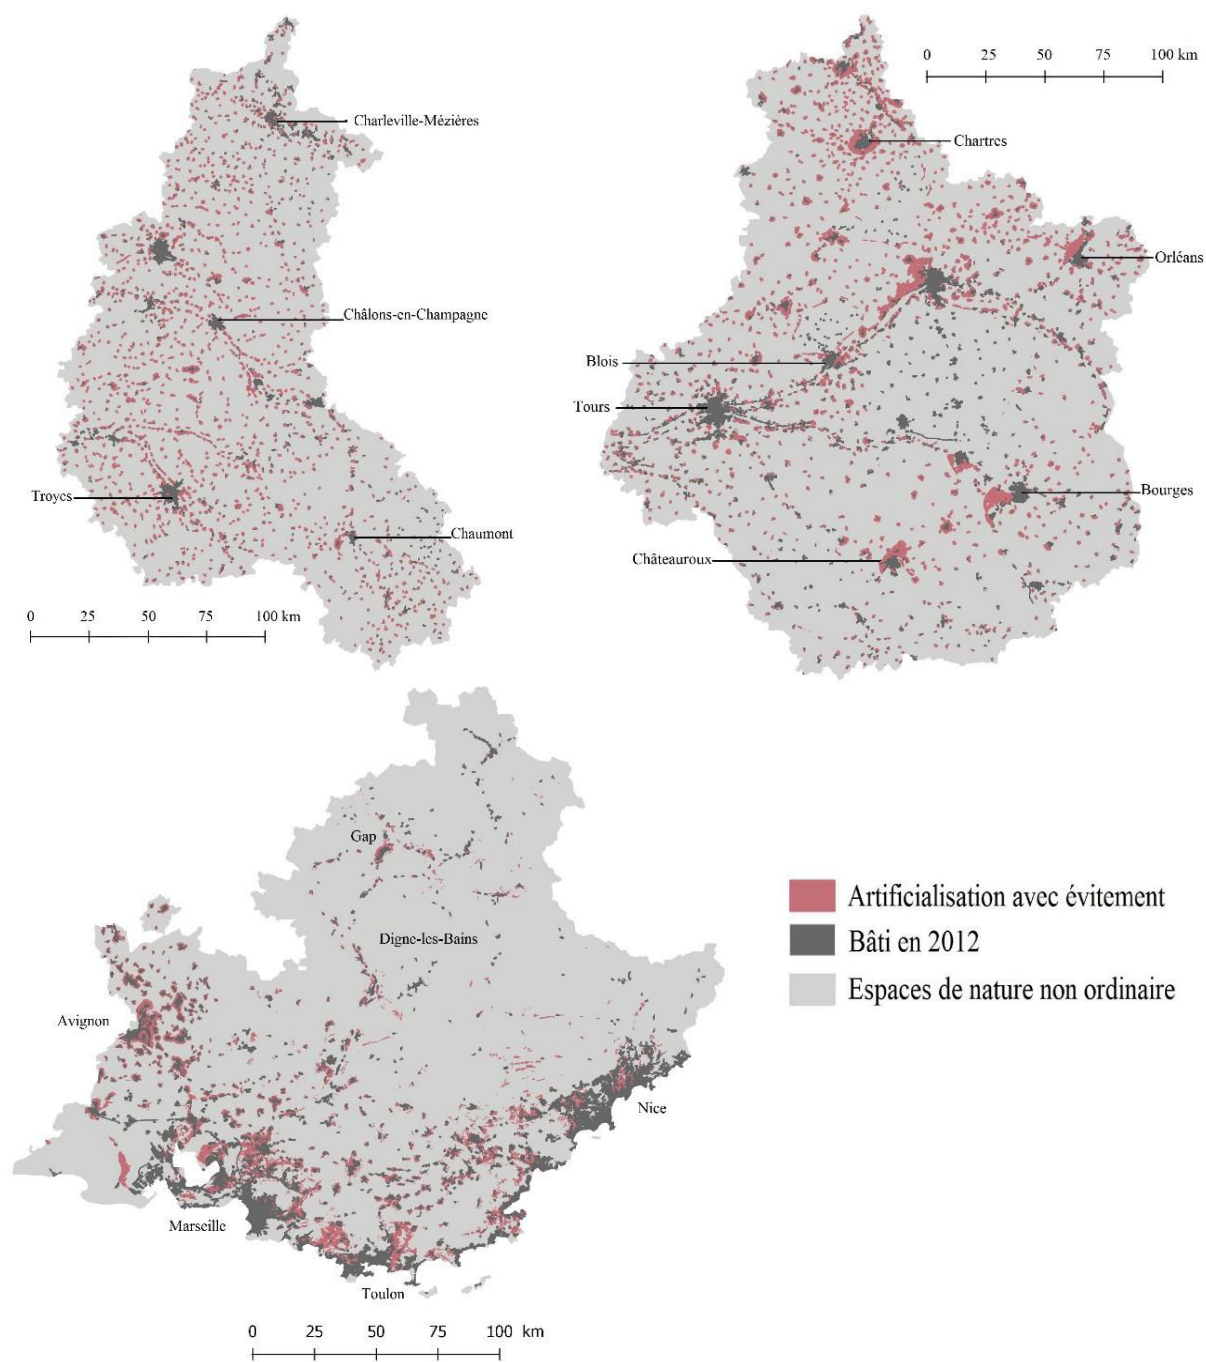 0 25 50 75 100 km
Charleville-Mézières
Chartres
Orléans
Châlons-en-Champagne
Blois
Tours
Troyes
Bourges
Chaumont
Châteauroux
0 25 50 75 100 km
Gap
Artificialisation avec évitement
Bâti en 2012
Espaces de nature non ordinaire
Digne-les-Bains
Avignon
Nice
Marseille
Toulon
0 25 50 75 100 km